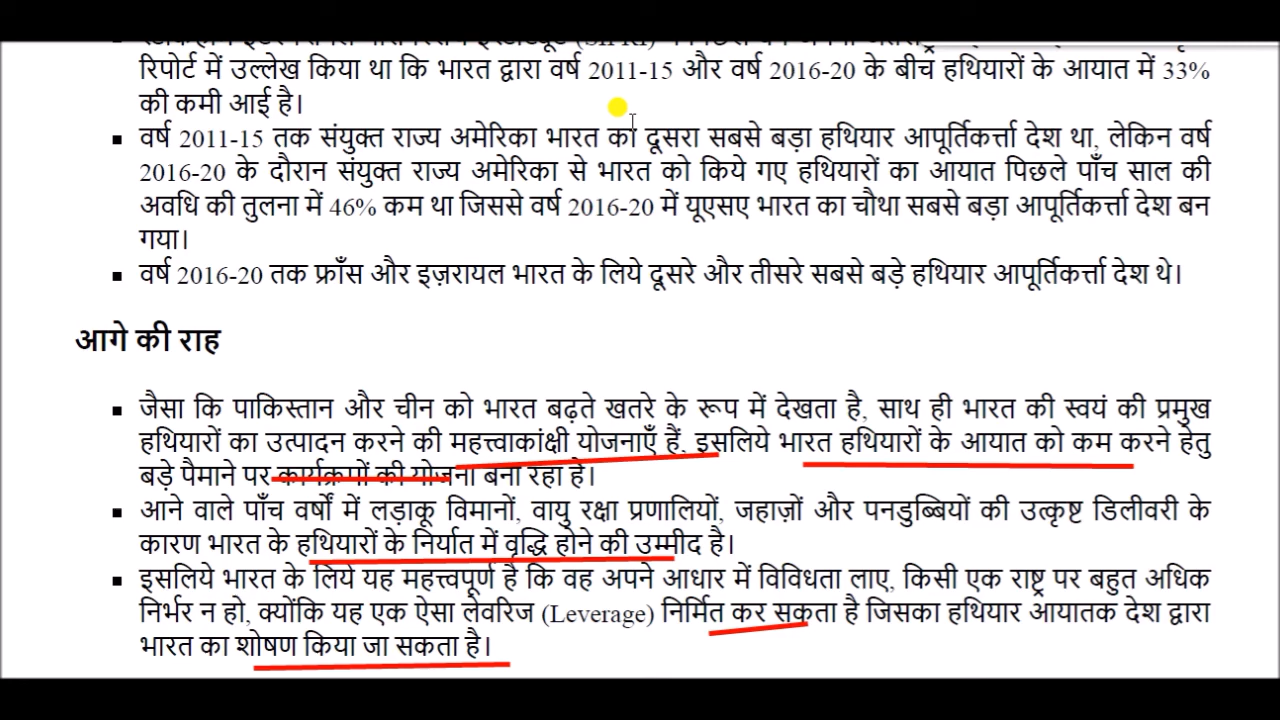 (SIPRI)
रिपोर्ट में उल्लेख किया था कि भारत द्वारा वर्ष 2011-15 और वर्ष 2016-20 के बीच हथियारों के आयात में 33%
की कमी आई है।
▪ वर्ष 2011-15 तक संयुक्त राज्य अमेरिका भारत का दूसरा सबसे बड़ा हथियार आपूर्तिकर्त्ता देश था, लेकिन वर्ष
2016-20 के दौरान संयुक्त राज्य अमेरिका से भारत को किये गए हथियारों का आयात पिछले पाँच साल की
अवधि की तुलना में 46% कम था जिससे वर्ष 2016-20 में यूएसए भारत का चौथा सबसे बड़ा आपूर्तिकर्त्ता देश बन
गया।
▪ वर्ष 2016-20 तक फ्राँस और इज़रायल भारत के लिये दूसरे और तीसरे सबसे बड़े हथियार आपूर्तिकर्त्ता देश थे।
आगे की राह
▪ जैसा कि पाकिस्तान और चीन को भारत बढ़ते खतरे के रूप में देखता है, साथ ही भारत की स्वयं की प्रमुख
हथियारों का उत्पादन करने की महत्त्वाकांक्षी योजनाएँ हैं, इसलिये भारत हथियारों के आयात को कम करने हेतु
बड़े पैमाने पर कार्यक्रमों की योजना बना रहा है।
▪ आने वाले पाँच वर्षों में लड़ाकू विमानों, वायु रक्षा प्रणालियों, जहाज़ों और पनडुब्बियों की उत्कृष्ट डिलीवरी के
कारण भारत के हथियारों के निर्यात में वृद्धि होने की उम्मीद है।
▪ इसलिये भारत के लिये यह महत्त्वपूर्ण है कि वह अपने आधार में विविधता लाए, किसी एक राष्ट्र पर बहुत अधिक
निर्भर न हो, क्योंकि यह एक ऐसा लेवरिज (Leverage) निर्मित कर सकता है जिसका हथियार आयातक देश द्वारा
भारत का शोषण किया जा सकता है।